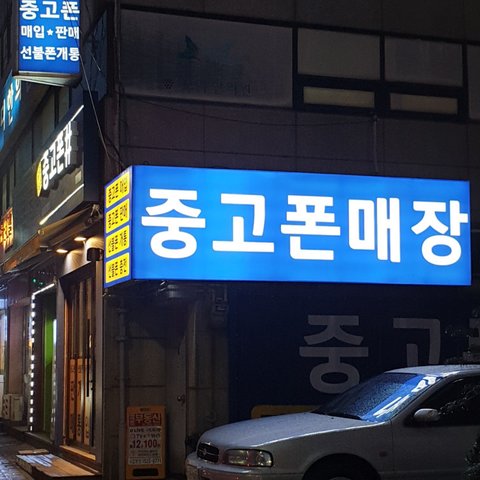 중고폰
매입★판매
선불폰개통
중고폰
중고폰 매입
중고폰 판매
선불폰 개통
선불폰 충전
중고폰매장
중고
12,100